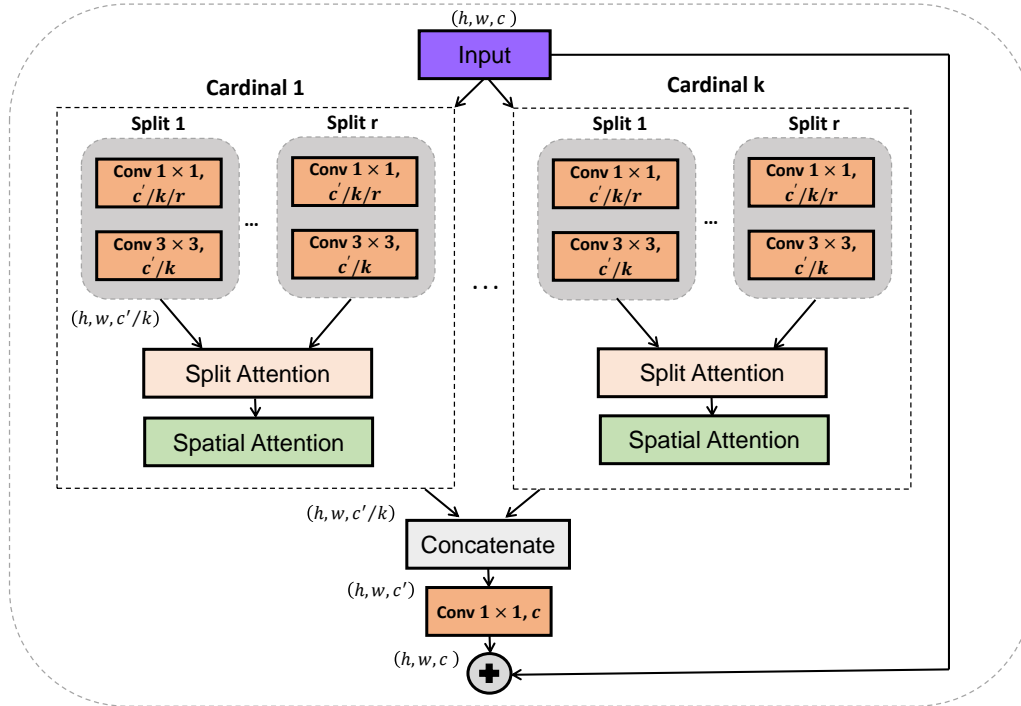 (h, w, c)
Input
Cardinal 1
Cardinal k
Split 1
Split r
Split 1
Split r
Conv 1 × 1,
c′/k/r
Conv 1 × 1,
c′/k/r
Conv 1 × 1,
c′/k/r
Conv 1 × 1,
c′/k/r
...
...
Conv 3 × 3,
c′/k
Conv 3 × 3,
c′/k
Conv 3 × 3,
c′/k
Conv 3 × 3,
c′/k
...
(h, w, c′/k)
Split Attention
Split Attention
Spatial Attention
Spatial Attention
(h, w, c′/k)
Concatenate
(h, w, c′)
Conv 1 × 1, c
(h, w, c)
+